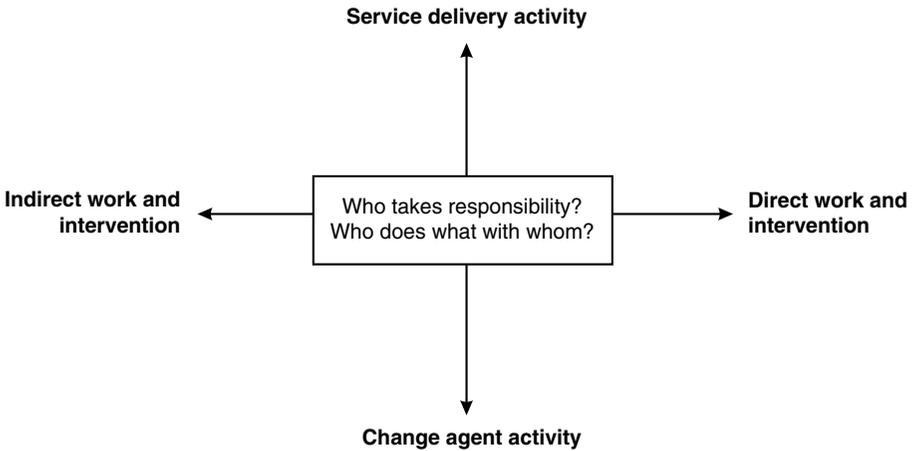 Service delivery activity
Indirect work and
intervention
Who takes responsibility?
Who does what with whom?
Direct work and
intervention
Change agent activity